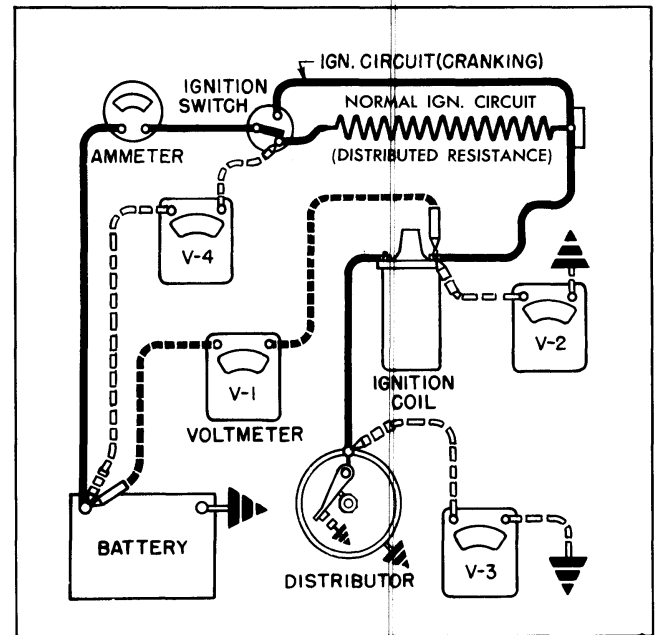 IGN. CIRCUIT(CRANKING)
IGNITION
SWITCH
NORMAL IGN. CIRCUIT
(DISTRIBUTED RESISTANCE)
AMMETER
V-4
V-2
V-1
IGNITION
COIL
VOLTMETER
BATTERY
DISTRIBUTOR
V-3